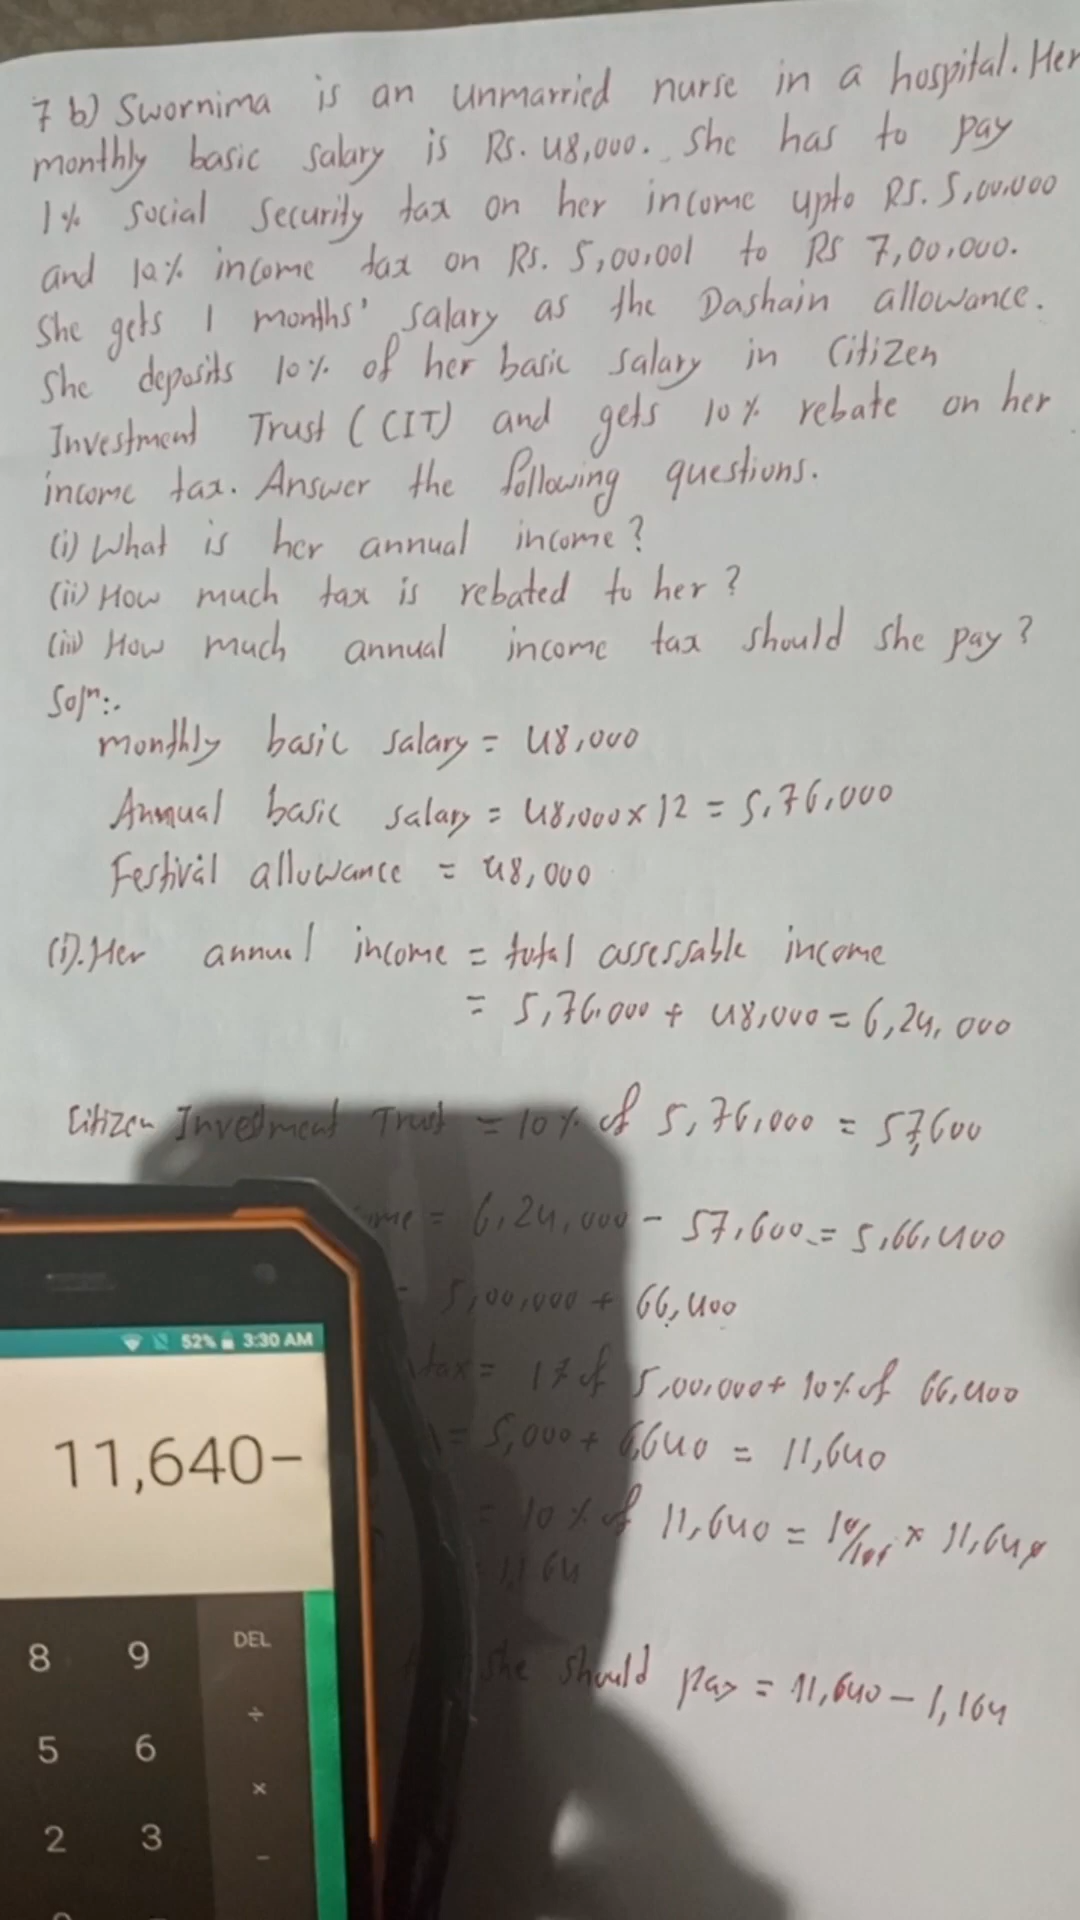 7 b) Swornima is an unmarried nurse in a hospital. Her
monthly basic salary is Rs. 48,000. She has to pay
1% social security tax on her income upto Rs. 5,00,000
and 10% income tax on Rs. 5,00,001 to Rs 7,00,000.
She gets 1 months' salary as the Dashain allowance.
She deposits 10% of her basic salary in Citizen
Investment Trust (CIT) and gets 10% rebate on her
income tax. Answer the following questions.
(i) What is her annual income?
(ii) How much tax is rebated to her?
(iii) How much annual income tax should she pay?
Solⁿ:.
monthly basic salary = 48,000
Annual basic salary = 48,000 x 12 = 5,76,000
Festival allowance = 48,000
(i). Her annual income = total assessable income
= 5,76,000 + 48,000 = 6,24,000
Citizen Investment Trust = 10% of 5,76,000 = 57,600
= 6,24,000 - 57,600 = 5,66,400
5,00,000 + 66,400
tax = 1% of 5,00,000 + 10% of 66,400
= 5,000 + 6,640 = 11,640
= 10% of 11,640 = 10/100 x 11,640
1,164
she should pay = 11,640 - 1,164
52% 3:30 AM
11,640-
DEL
8 9
÷
5 6
×
2 3
−